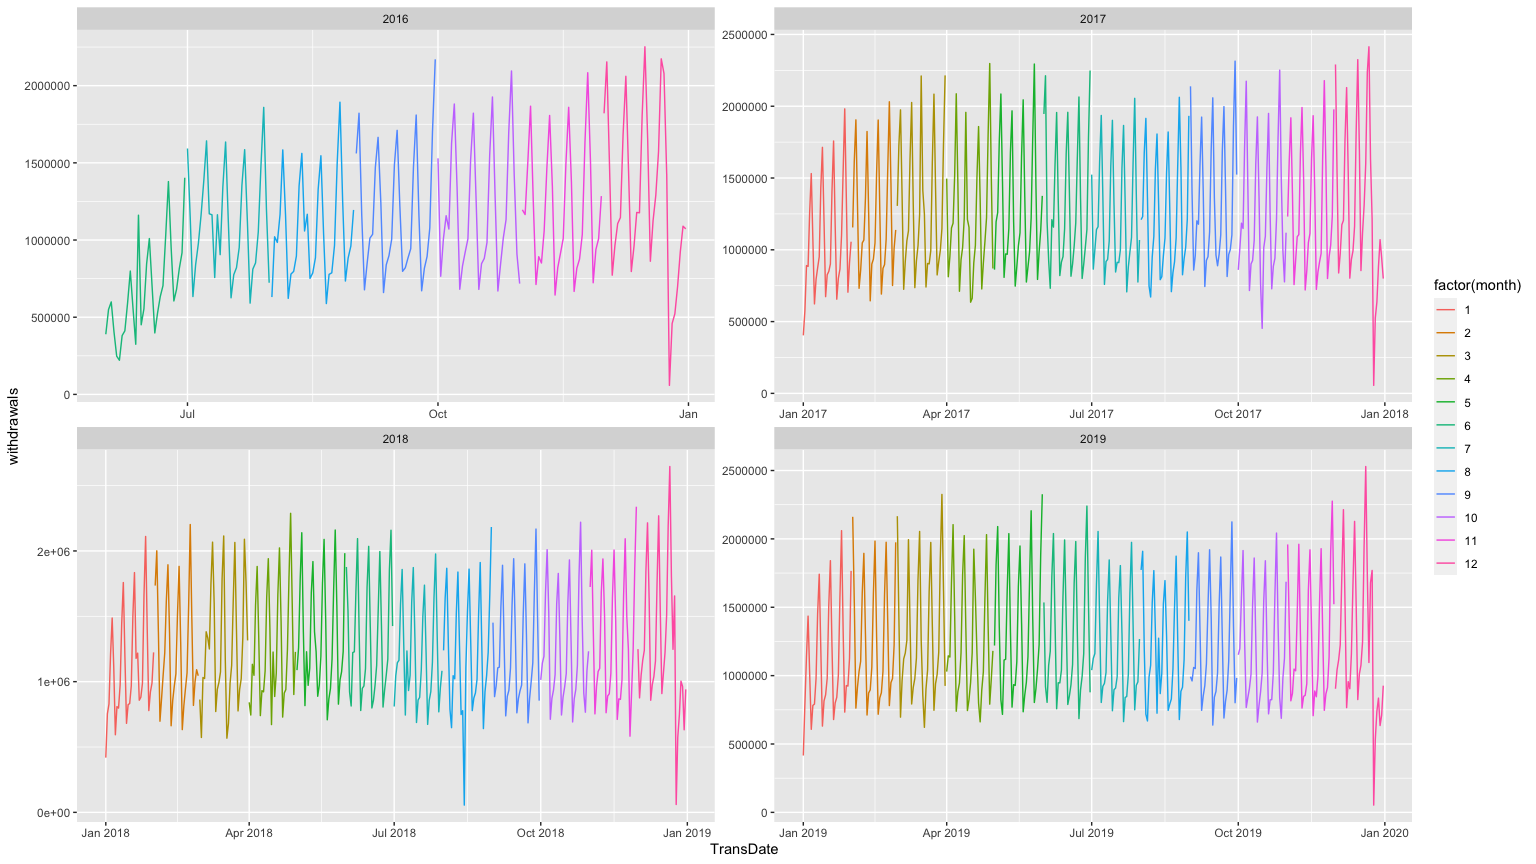 withdrawals
2016
2000000
1500000
1000000
500000
0
Jul
Oct
Jan
2017
2500000
2000000
1500000
1000000
500000
0
Jan 2017
Apr 2017
Jul 2017
Oct 2017
Jan 2018
2018
2e+06
1e+06
0e+00
Jan 2018
Apr 2018
Jul 2018
Oct 2018
Jan 2019
2019
2500000
2000000
1500000
1000000
500000
0
Jan 2019
Apr 2019
Jul 2019
Oct 2019
Jan 2020
TransDate
factor(month)
1
2
3
4
5
6
7
8
9
10
11
12